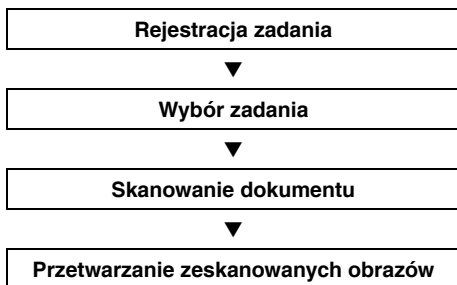 Rejestracja zadania
▼
Wybór zadania
▼
Skanowanie dokumentu
▼
Przetwarzanie zeskanowanych obrazów